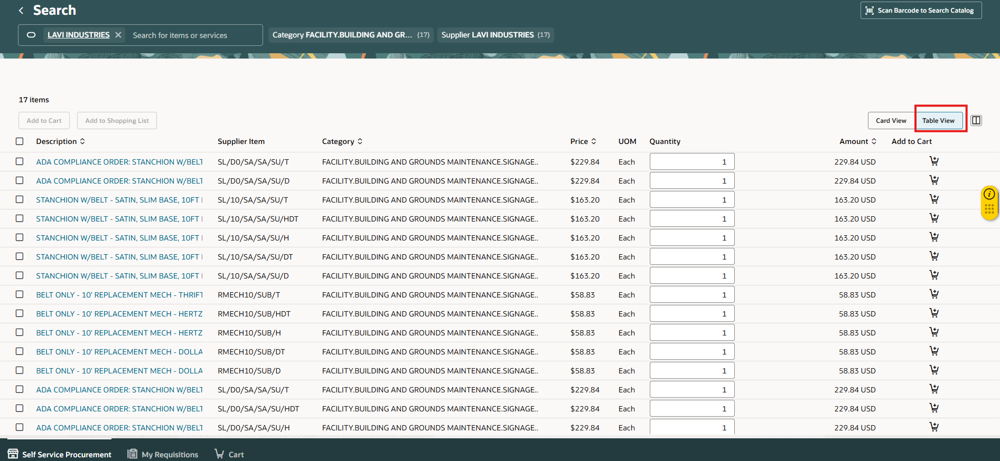 Search
Scan Barcode to Search Catalog
LAVI INDUSTRIES Search for items or services Category FACILITY.BUILDING AND GR... (17) Supplier LAVI INDUSTRIES (17)
17 items
Add to Cart Add to Shopping List Card View Table View
Description Supplier Item Category Price UOM Quantity Amount Add to Cart
ADA COMPLIANCE ORDER: STANCHION W/BELT SL/D0/SA/SA/SU/T FACILITY.BUILDING AND GROUNDS MAINTENANCE.SIGNAGE.. $229.84 Each 1 229.84 USD
ADA COMPLIANCE ORDER: STANCHION W/BELT SL/D0/SA/SA/SU/D FACILITY.BUILDING AND GROUNDS MAINTENANCE.SIGNAGE.. $229.84 Each 1 229.84 USD
STANCHION W/BELT - SATIN, SLIM BASE, 10FT SL/10/SA/SA/SU/T FACILITY.BUILDING AND GROUNDS MAINTENANCE.SIGNAGE.. $163.20 Each 1 163.20 USD
STANCHION W/BELT - SATIN, SLIM BASE, 10FT SL/10/SA/SA/SU/HDT FACILITY.BUILDING AND GROUNDS MAINTENANCE.SIGNAGE.. $163.20 Each 1 163.20 USD
STANCHION W/BELT - SATIN, SLIM BASE, 10FT SL/10/SA/SA/SU/H FACILITY.BUILDING AND GROUNDS MAINTENANCE.SIGNAGE.. $163.20 Each 1 163.20 USD
STANCHION W/BELT - SATIN, SLIM BASE, 10FT SL/10/SA/SA/SU/DT FACILITY.BUILDING AND GROUNDS MAINTENANCE.SIGNAGE.. $163.20 Each 1 163.20 USD
STANCHION W/BELT - SATIN, SLIM BASE, 10FT SL/10/SA/SA/SU/D FACILITY.BUILDING AND GROUNDS MAINTENANCE.SIGNAGE.. $163.20 Each 1 163.20 USD
BELT ONLY - 10' REPLACEMENT MECH - THRIFT RMECH10/SUB/T FACILITY.BUILDING AND GROUNDS MAINTENANCE.SIGNAGE.. $58.83 Each 1 58.83 USD
BELT ONLY - 10' REPLACEMENT MECH - HERTZ RMECH10/SUB/HDT FACILITY.BUILDING AND GROUNDS MAINTENANCE.SIGNAGE.. $58.83 Each 1 58.83 USD
BELT ONLY - 10' REPLACEMENT MECH - HERTZ RMECH10/SUB/H FACILITY.BUILDING AND GROUNDS MAINTENANCE.SIGNAGE.. $58.83 Each 1 58.83 USD
BELT ONLY - 10' REPLACEMENT MECH - DOLLA RMECH10/SUB/DT FACILITY.BUILDING AND GROUNDS MAINTENANCE.SIGNAGE.. $58.83 Each 1 58.83 USD
BELT ONLY - 10' REPLACEMENT MECH - DOLLA RMECH10/SUB/D FACILITY.BUILDING AND GROUNDS MAINTENANCE.SIGNAGE.. $58.83 Each 1 58.83 USD
ADA COMPLIANCE ORDER: STANCHION W/BELT SL/D0/SA/SA/SU/T FACILITY.BUILDING AND GROUNDS MAINTENANCE.SIGNAGE.. $229.84 Each 1 229.84 USD
ADA COMPLIANCE ORDER: STANCHION W/BELT SL/D0/SA/SA/SU/HDT FACILITY.BUILDING AND GROUNDS MAINTENANCE.SIGNAGE.. $229.84 Each 1 229.84 USD
ADA COMPLIANCE ORDER: STANCHION W/BELT SL/D0/SA/SA/SU/H FACILITY.BUILDING AND GROUNDS MAINTENANCE.SIGNAGE.. $229.84 Each 1 229.84 USD
Self Service Procurement My Requisitions Cart